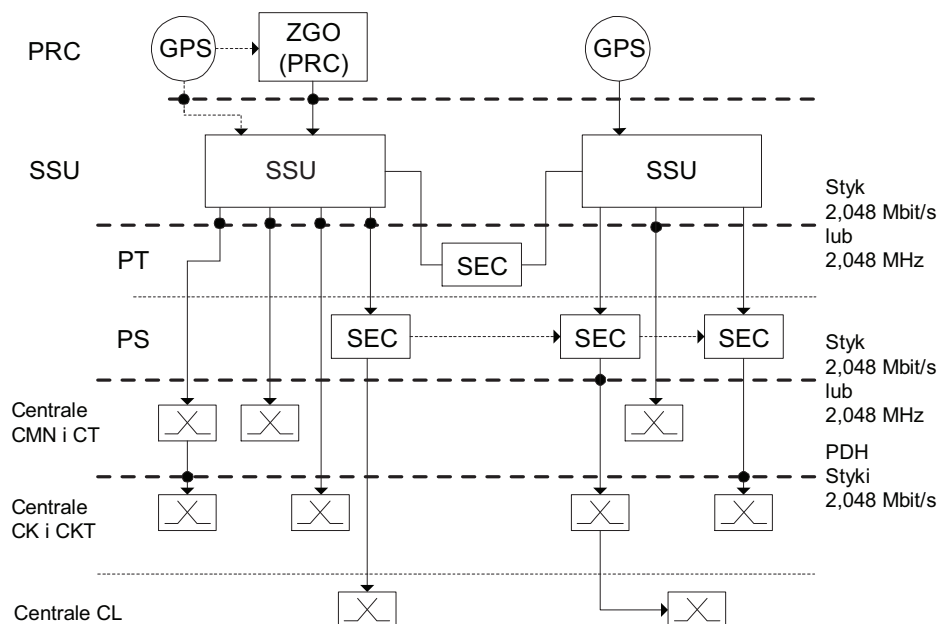 PRC
GPS
ZGO
(PRC)
GPS
SSU
SSU
SSU
Styk
2,048 Mbit/s
lub
2,048 MHz
PT
SEC
PS
SEC
SEC
SEC
Styk
2,048 Mbit/s
lub
2,048 MHz
Centrale
CMN i CT
PDH
Styki
2,048 Mbit/s
Centrale
CK i CKT
Centrale CL